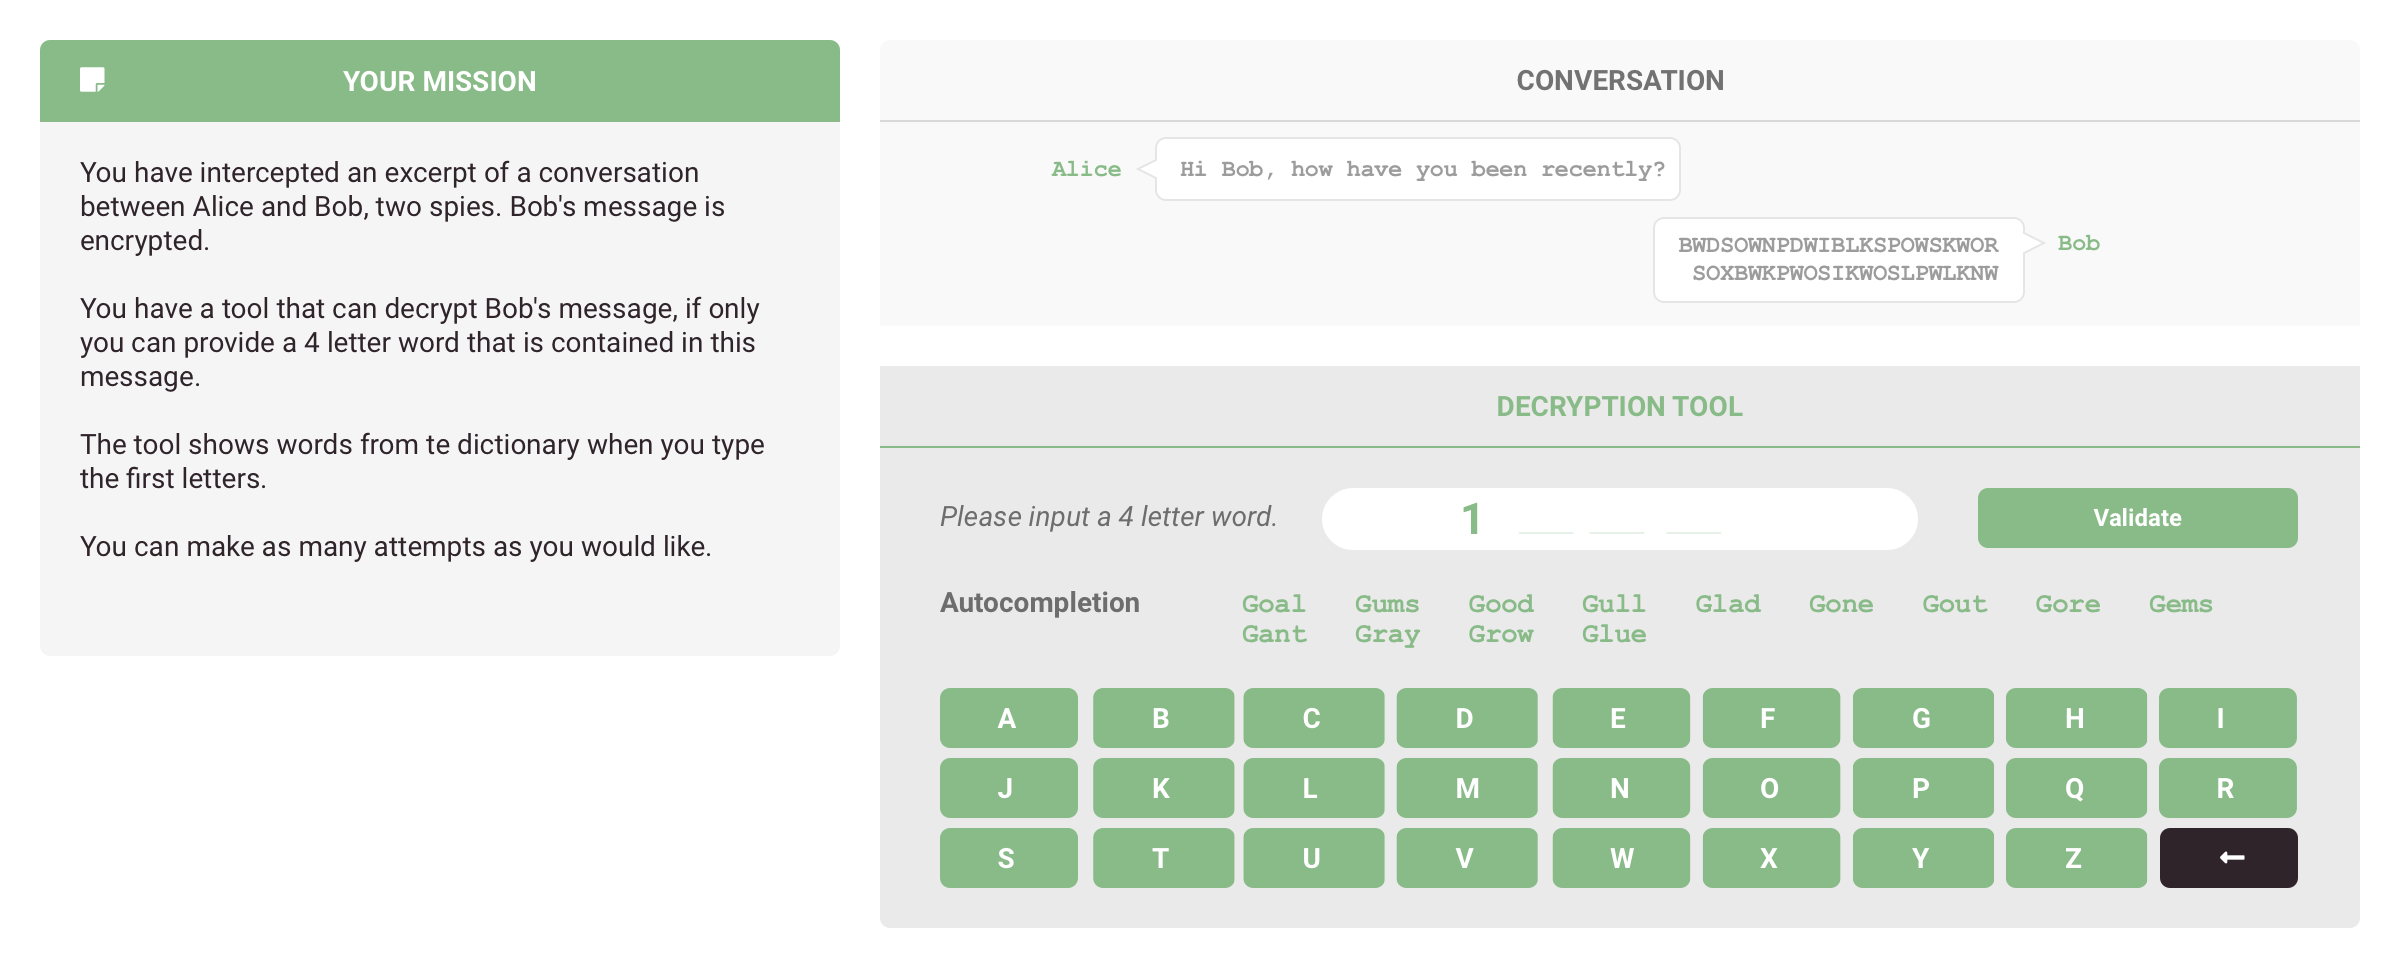 YOUR MISSION
You have intercepted an excerpt of a conversation
between Alice and Bob, two spies. Bob's message is
encrypted.
You have a tool that can decrypt Bob's message, if only
you can provide a 4 letter word that is contained in this
message.
The tool shows words from te dictionary when you type
the first letters.
You can make as many attempts as you would like.
CONVERSATION
Alice Hi Bob, how have you been recently?
BWDSOWNPDWIBLKSPOWSKWOR Bob
SOXBWKPWOSIKWOSLPWLKNW
DECRYPTION TOOL
Please input a 4 letter word. 1 Validate
Autocompletion Goal Gums Good Gull Glad Gone Gout Gore Gems
Gant Gray Grow Glue
A B C D E F G H I
J K L M N O P Q R
S T U V W X Y Z ←